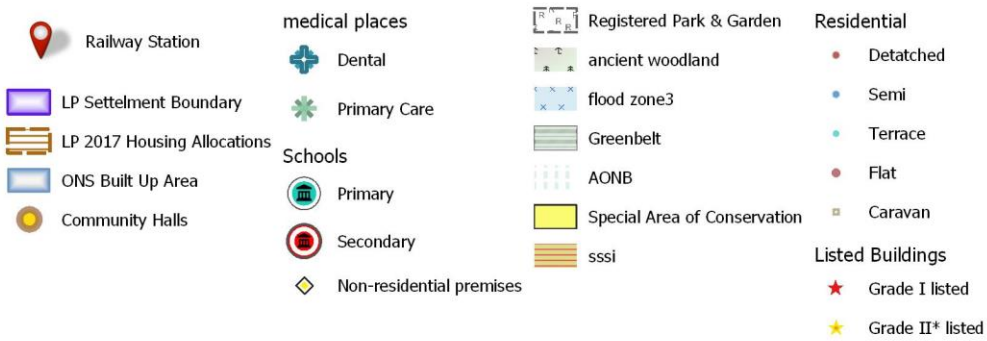 Railway Station
LP Settelment Boundary
LP 2017 Housing Allocations
ONS Built Up Area
Community Halls
medical places
Dental
Primary Care
Schools
Primary
Secondary
Non-residential premises
R R R
Registered Park & Garden
ancient woodland
flood zone3
Greenbelt
AONB
Special Area of Conservation
sssi
Residential
Detatched
Semi
Terrace
Flat
Caravan
Listed Buildings
Grade I listed
Grade II* listed